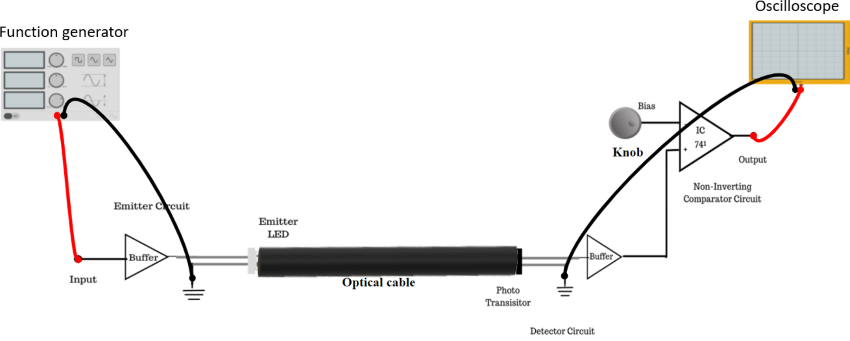 Function generator
Oscilloscope
Bias
Knob
IC
741
+
Output
Non-Inverting
Comparator Circuit
Emitter Circuit
Emitter
LED
Buffer
Input
Optical cable
Photo
Transisitor
Buffer
Detector Circuit